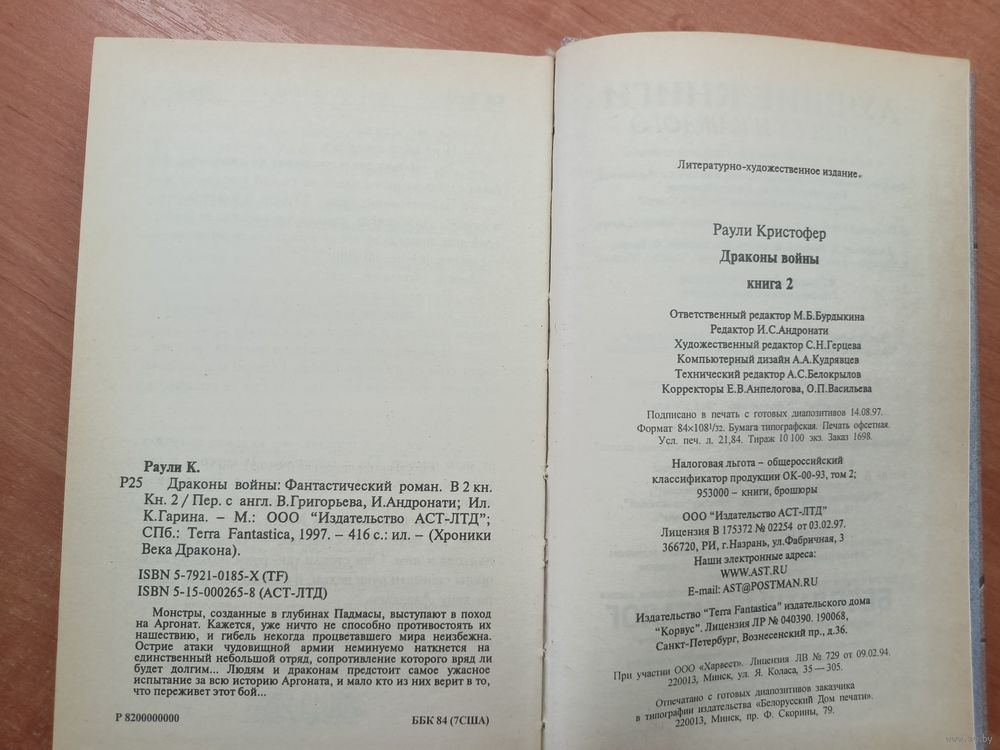 Раули К.
Р25 Драконы войны: Фантастический роман. В 2 кн.
Кн. 2 / Пер. с англ. В.Григорьева, И.Андронати; Ил.
К.Гарина. – М.: ООО “Издательство АСТ-ЛТД”;
СПб.: Terra Fantastica, 1997. – 416 с.: ил. – (Хроники
Века Дракона).
ISBN 5-7921-0185-X (TF)
ISBN 5-15-000265-8 (АСТ-ЛТД)
Монстры, созданные в глубинах Падмасы, выступают в поход
на Аргонат. Кажется, уже ничто не способно противостоять их
нашествию, и гибель некогда процветавшего мира неизбежна.
Острие атаки чудовищной армии неминуемо наткнется на
единственный небольшой отряд, сопротивление которого вряд ли
будет долгим... Людям и драконам предстоит самое ужасное
испытание за всю историю Аргоната, и мало кто из них верит в то,
что переживет этот бой...
Р 8200000000
ББК 84 (7США)
Литературно-художественное издание.
Раули Кристофер
Драконы войны
книга 2
Ответственный редактор М.Б.Бурдыкина
Редактор И.С.Андронати
Художественный редактор С.Н.Герцева
Компьютерный дизайн А.А.Кудрявцев
Технический редактор А.С.Белокрылов
Корректоры Е.В.Анпелогова, О.П.Васильева
Подписано в печать с готовых диапозитивов 14.08.97.
Формат 84×108 1/32. Бумага типографская. Печать офсетная.
Усл. печ. л. 21,84. Тираж 10 100 экз. Заказ 1698.
Налоговая льгота – общероссийский
классификатор продукции ОК-00-93, том 2;
953000 – книги, брошюры
ООО “Издательство АСТ-ЛТД”
Лицензия В 175372 № 02254 от 03.02.97.
366720, РИ, г.Назрань, ул.Фабричная, 3
Наши электронные адреса:
WWW.AST.RU
E-mail: AST@POSTMAN.RU
Издательство “Terra Fantastica” издательского дома
“Корвус”. Лицензия ЛР № 040390. 190068,
Санкт-Петербург, Вознесенский пр., д.36.
При участии ООО «Харвест». Лицензия ЛВ № 729 от 09.02.94.
220013, Минск, ул. Я. Коласа, 35—305.
Отпечатано с готовых диапозитивов заказчика
в типографии издательства «Белорусский Дом печати».
220013, Минск, пр. Ф. Скорины, 79.